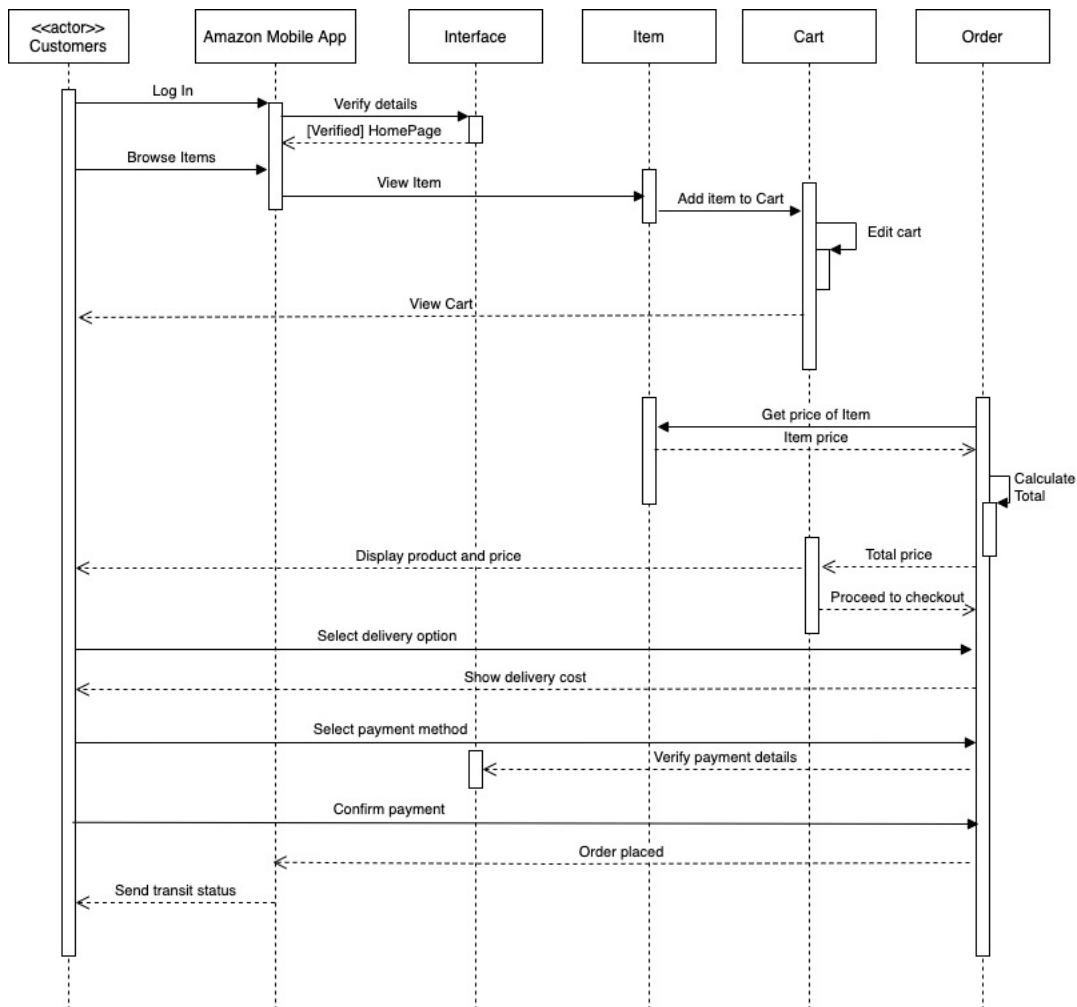 <<actor>>
Customers
Amazon Mobile App
Interface
Item
Cart
Order
Log In
Verify details
[Verified] HomePage
Browse Items
View Item
Add item to Cart
Edit cart
View Cart
Get price of Item
Item price
Calculate
Total
Display product and price
Total price
Proceed to checkout
Select delivery option
Show delivery cost
Select payment method
Verify payment details
Confirm payment
Order placed
Send transit status